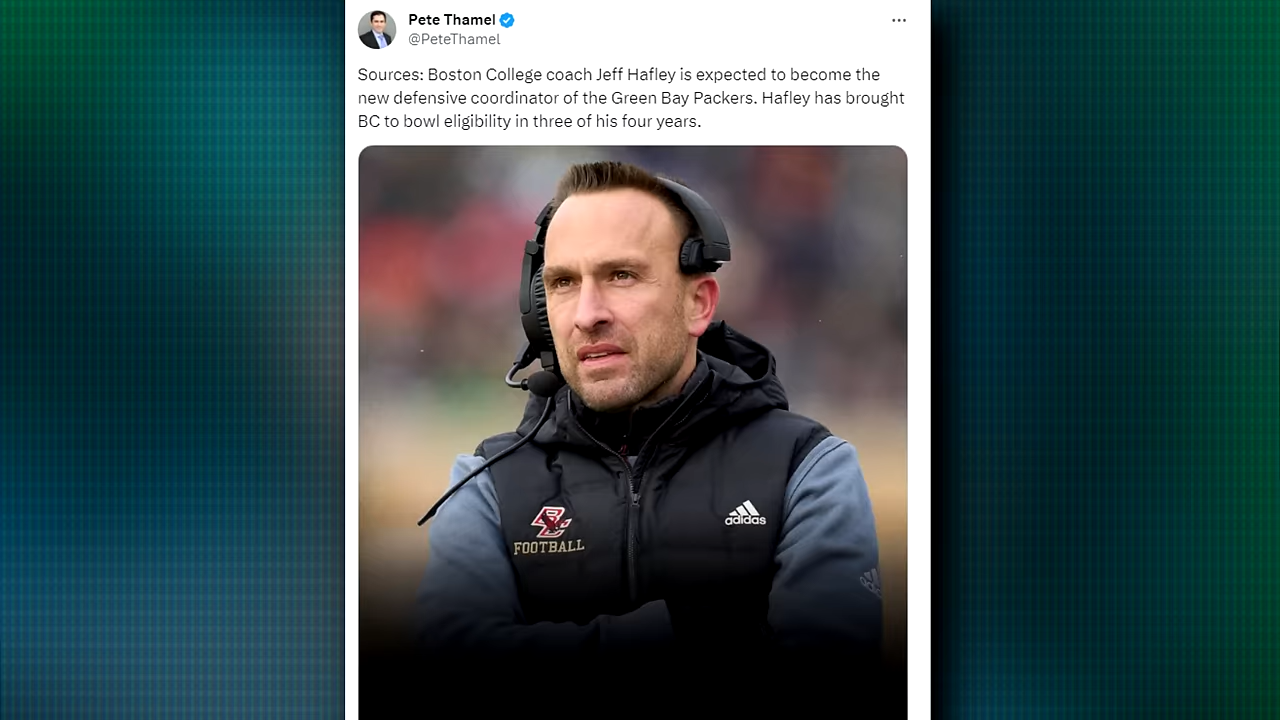 Pete Thamel
@PeteThamel
Sources: Boston College coach Jeff Hafley is expected to become the
new defensive coordinator of the Green Bay Packers. Hafley has brought
BC to bowl eligibility in three of his four years.
BC
FOOTBALL
adidas